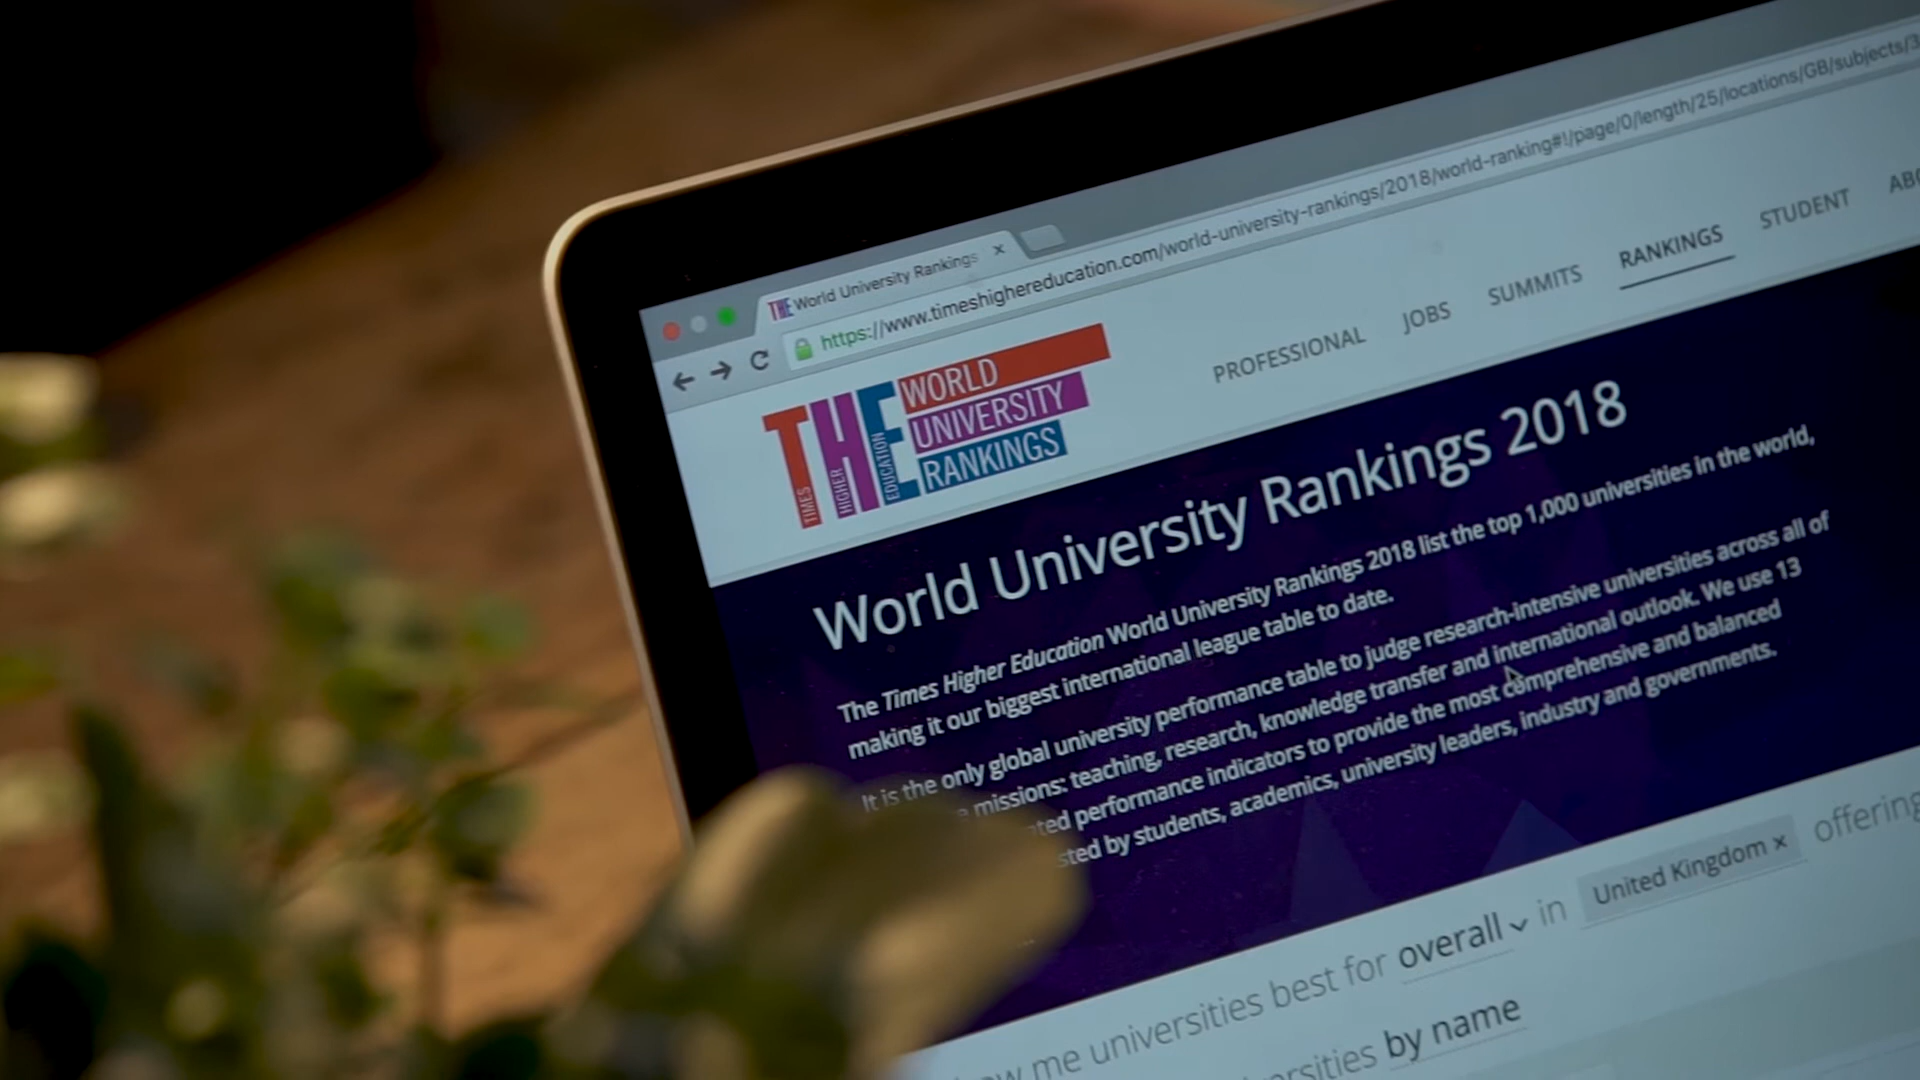 THE World University Rankings ×
https://www.timeshighereducation.com/world-university-rankings/2018/world-ranking#!/page/0/length/25/locations/GB/subjects/3
THE WORLD
UNIVERSITY
RANKINGS
TIMES HIGHER EDUCATION
PROFESSIONAL JOBS SUMMITS RANKINGS STUDENT
World University Rankings 2018
The Times Higher Education World University Rankings 2018 list the top 1,000 universities in the world,
making it our biggest international league table to date.
It is the only global university performance table to judge research-intensive universities across all of
missions: teaching, research, knowledge transfer and international outlook. We use 13
performance indicators to provide the most comprehensive and balanced
by students, academics, university leaders, industry and governments.
me universities best for overall in United Kingdom × offering
by name